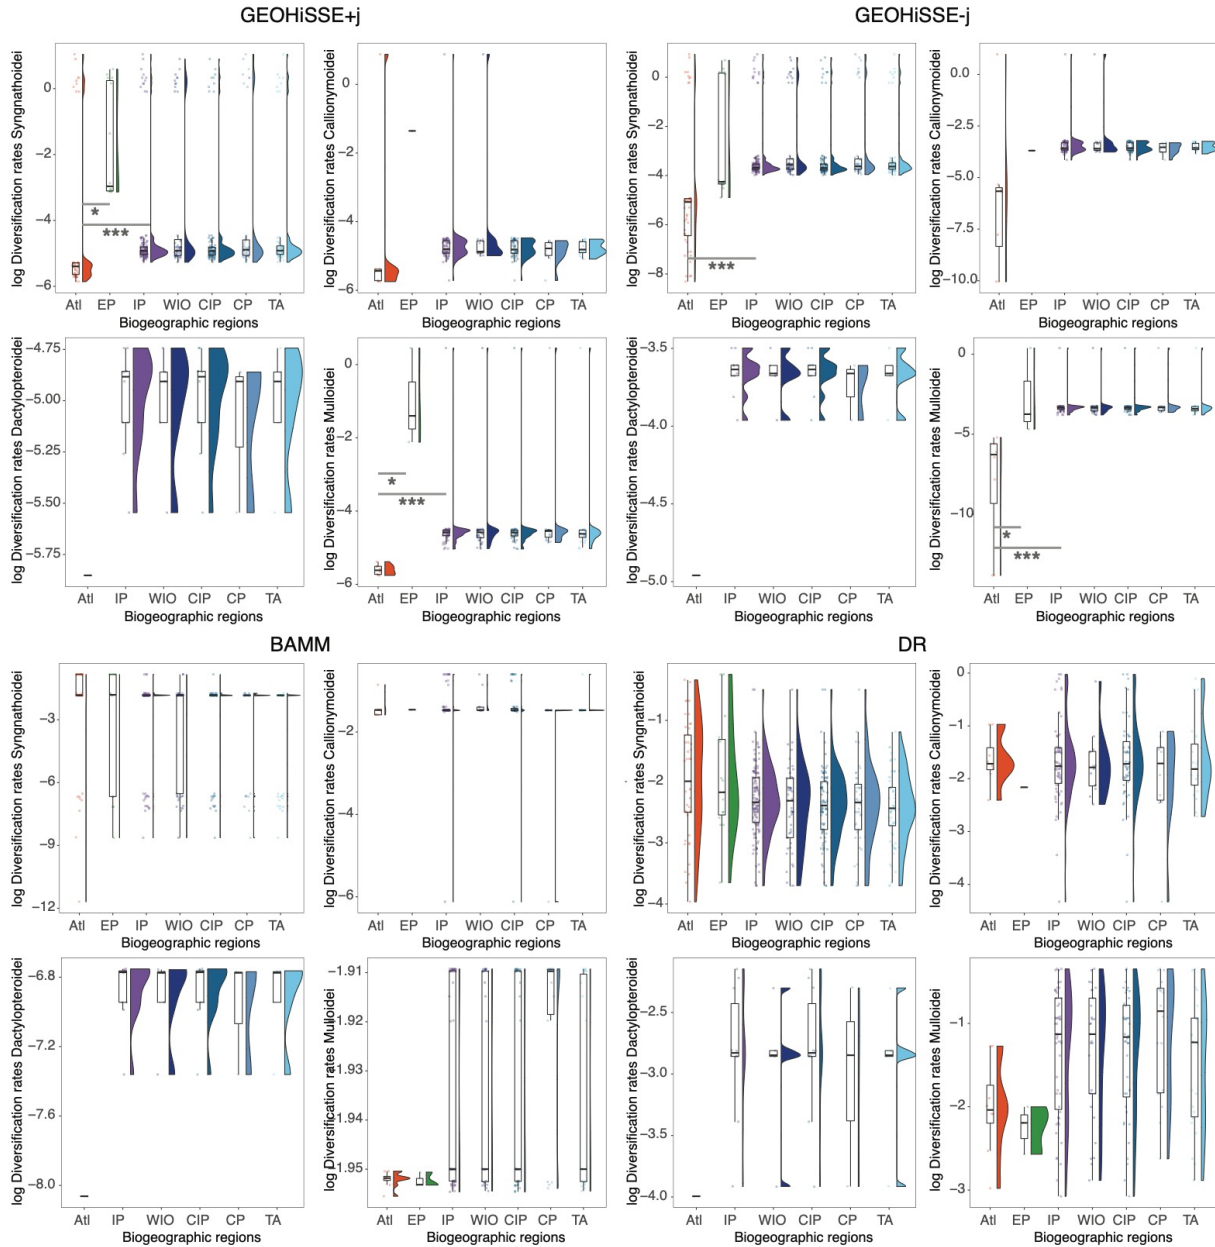 GEOHiSSE+j
GEOHiSSE-j
log Diversification rates Syngnathoidei
0
−2
−4
−6
*
***
Atl EP IP WIO CIP CP TA
Biogeographic regions
log Diversification rates Callionymoidei
0
−2
−4
−6
Atl EP IP WIO CIP CP TA
Biogeographic regions
log Diversification rates Syngnathoidei
0
−2
−4
−6
−8
***
Atl EP IP WIO CIP CP TA
Biogeographic regions
log Diversification rates Callionymoidei
0.0
−2.5
−5.0
−7.5
−10.0
Atl EP IP WIO CIP CP TA
Biogeographic regions
log Diversification rates Dactylopteroidei
−4.75
−5.00
−5.25
−5.50
−5.75
Atl IP WIO CIP CP TA
Biogeographic regions
log Diversification rates Mulloidei
0
−2
−4
−6
*
***
Atl EP IP WIO CIP CP TA
Biogeographic regions
log Diversification rates Dactylopteroidei
−3.5
−4.0
−4.5
−5.0
Atl IP WIO CIP CP TA
Biogeographic regions
log Diversification rates Mulloidei
0
−5
−10
*
***
Atl EP IP WIO CIP CP TA
Biogeographic regions
BAMM
DR
log Diversification rates Syngnathoidei
−3
−6
−9
−12
Atl EP IP WIO CIP CP TA
Biogeographic regions
log Diversification rates Callionymoidei
−2
−4
−6
Atl EP IP WIO CIP CP TA
Biogeographic regions
log Diversification rates Syngnathoidei
−1
−2
−3
−4
Atl EP IP WIO CIP CP TA
Biogeographic regions
log Diversification rates Callionymoidei
0
−1
−2
−3
−4
Atl EP IP WIO CIP CP TA
Biogeographic regions
log Diversification rates Dactylopteroidei
−6.8
−7.2
−7.6
−8.0
Atl IP WIO CIP CP TA
Biogeographic regions
log Diversification rates Mulloidei
−1.91
−1.92
−1.93
−1.94
−1.95
Atl EP IP WIO CIP CP TA
Biogeographic regions
log Diversification rates Dactylopteroidei
−2.5
−3.0
−3.5
−4.0
Atl IP WIO CIP CP TA
Biogeographic regions
log Diversification rates Mulloidei
−1
−2
−3
Atl EP IP WIO CIP CP TA
Biogeographic regions